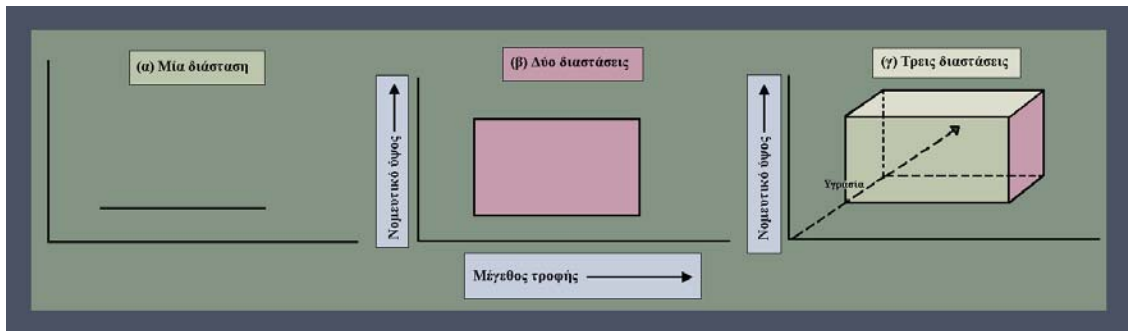 (α) Μία διάσταση
(β) Δύο διαστάσεις
(γ) Τρεις διαστάσεις
Νομευτικό ύψος
Νομευτικό ύψος
Υγρασία
Μέγεθος τροφής